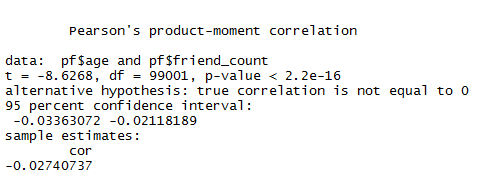 Pearson's product-moment correlation
data:  pf$age and pf$friend_count
t = -8.6268, df = 99001, p-value < 2.2e-16
alternative hypothesis: true correlation is not equal to 0
95 percent confidence interval:
 -0.03363072 -0.02118189
sample estimates:
        cor
-0.02740737